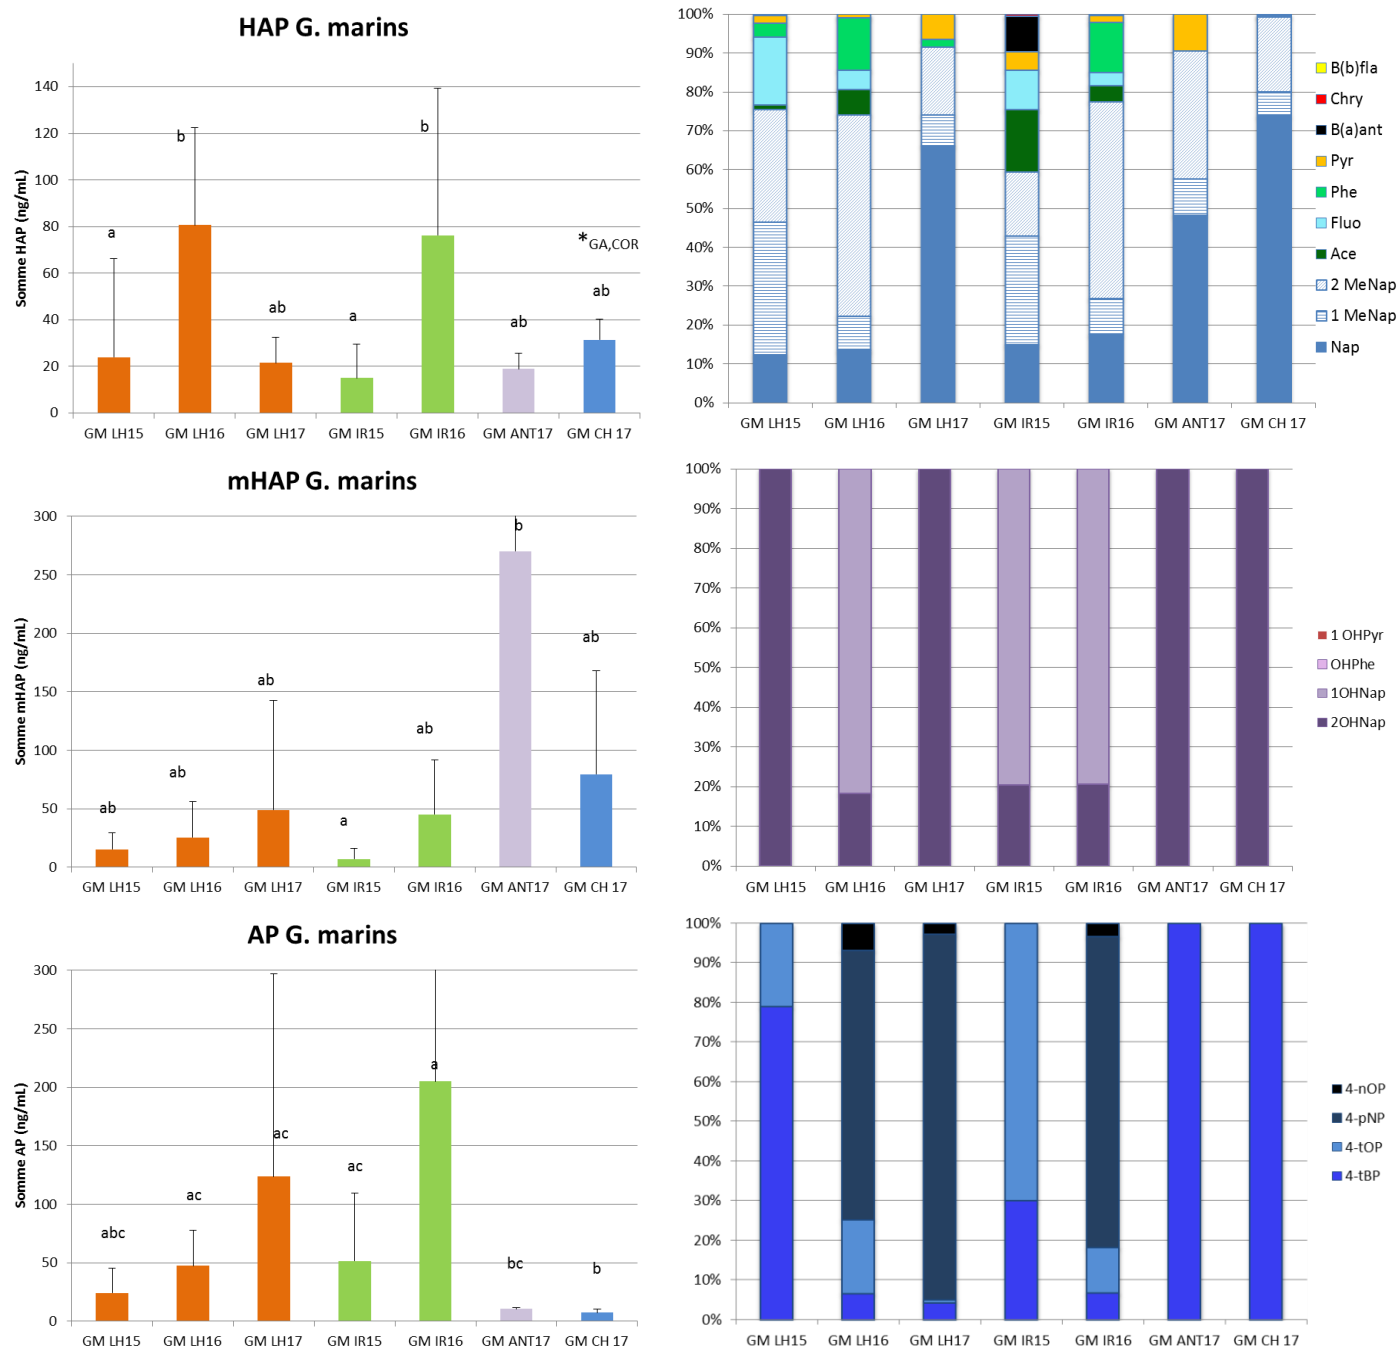 HAP G. marins
Somme HAP (ng/mL)
140
120
100
80
60
40
20
0
a
b
ab
a
b
ab
*GA,COR
ab
GM LH15 GM LH16 GM LH17 GM IR15 GM IR16 GM ANT17 GM CH 17
100%
90%
80%
70%
60%
50%
40%
30%
20%
10%
0%
GM LH15 GM LH16 GM LH17 GM IR15 GM IR16 GM ANT17 GM CH 17
B(b)fla
Chry
B(a)ant
Pyr
Phe
Fluo
Ace
2 MeNap
1 MeNap
Nap
mHAP G. marins
Somme mHAP (ng/mL)
300
250
200
150
100
50
0
ab
ab
ab
a
ab
b
ab
GM LH15 GM LH16 GM LH17 GM IR15 GM IR16 GM ANT17 GM CH 17
100%
90%
80%
70%
60%
50%
40%
30%
20%
10%
0%
GM LH15 GM LH16 GM LH17 GM IR15 GM IR16 GM ANT17 GM CH 17
1 OHPyr
OHPhe
1OHNap
2OHNap
AP G. marins
Somme AP (ng/mL)
300
250
200
150
100
50
0
abc
ac
ac
ac
a
bc
b
GM LH15 GM LH16 GM LH17 GM IR15 GM IR16 GM ANT17 GM CH 17
100%
90%
80%
70%
60%
50%
40%
30%
20%
10%
0%
GM LH15 GM LH16 GM LH17 GM IR15 GM IR16 GM ANT17 GM CH 17
4-nOP
4-pNP
4-tOP
4-tBP